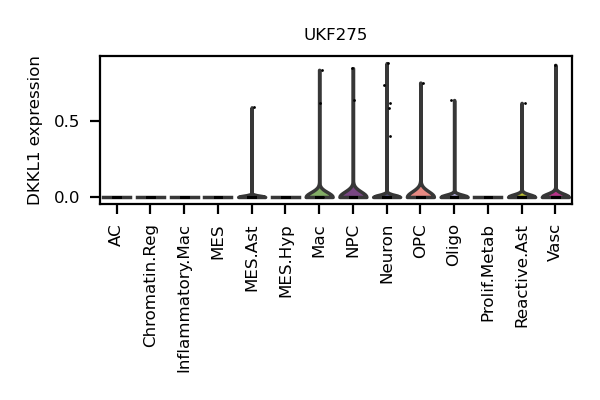 UKF275
DKKL1 expression
0.5
0.0
AC
Chromatin.Reg
Inflammatory.Mac
MES
MES.Ast
MES.Hyp
Mac
NPC
Neuron
OPC
Oligo
Prolif.Metab
Reactive.Ast
Vasc